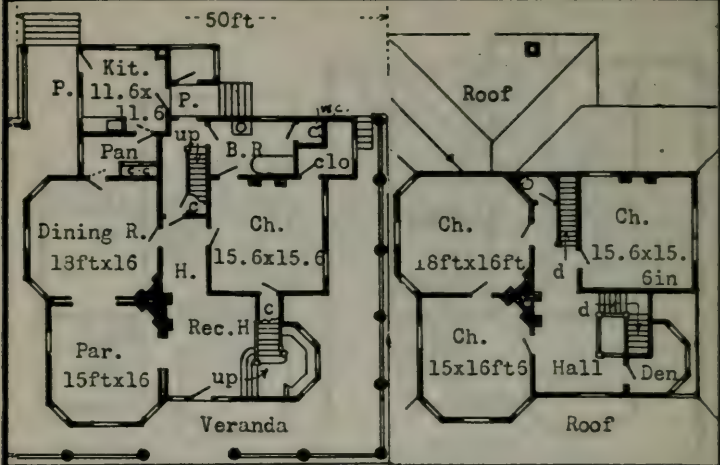 50ft
Kit.
11.6x
11.6
P.
P.
up
Pan
B.R
W.C.
C
clo
c c
c
Dining R.
18ftx16
Ch.
15.6x15.6
H.
c
Rec.H
Par.
15ftx16
up
Veranda
Roof
Ch.
18ftx16ft
Ch.
15.6x15.
6in
d
d
Ch.
15x16ft6
Hall
Den
Roof